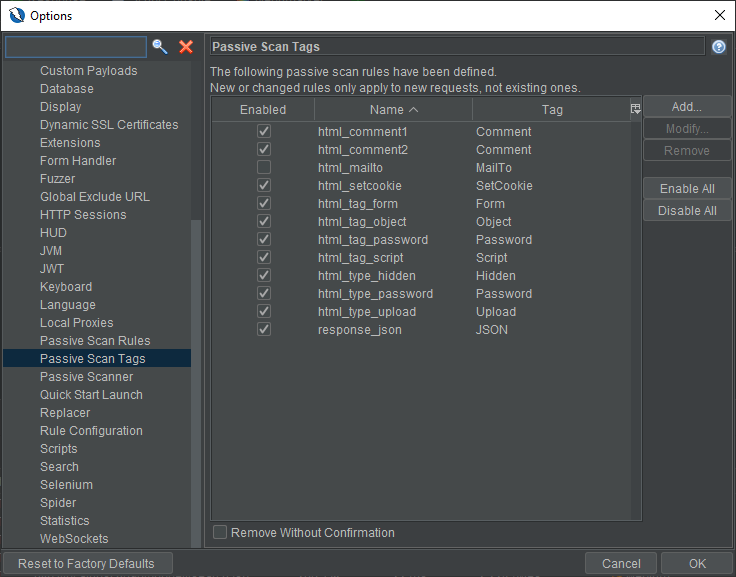 Options
Custom Payloads
Database
Display
Dynamic SSL Certificates
Extensions
Form Handler
Fuzzer
Global Exclude URL
HTTP Sessions
HUD
JVM
JWT
Keyboard
Language
Local Proxies
Passive Scan Rules
Passive Scan Tags
Passive Scanner
Quick Start Launch
Replacer
Rule Configuration
Scripts
Search
Selenium
Spider
Statistics
WebSockets
Passive Scan Tags
The following passive scan rules have been defined.
New or changed rules only apply to new requests, not existing ones.
Enabled Name Tag
html_comment1 Comment
html_comment2 Comment
html_mailto MailTo
html_setcookie SetCookie
html_tag_form Form
html_tag_object Object
html_tag_password Password
html_tag_script Script
html_type_hidden Hidden
html_type_password Password
html_type_upload Upload
response_json JSON
Add...
Modify...
Remove
Enable All
Disable All
Remove Without Confirmation
Reset to Factory Defaults
Cancel
OK